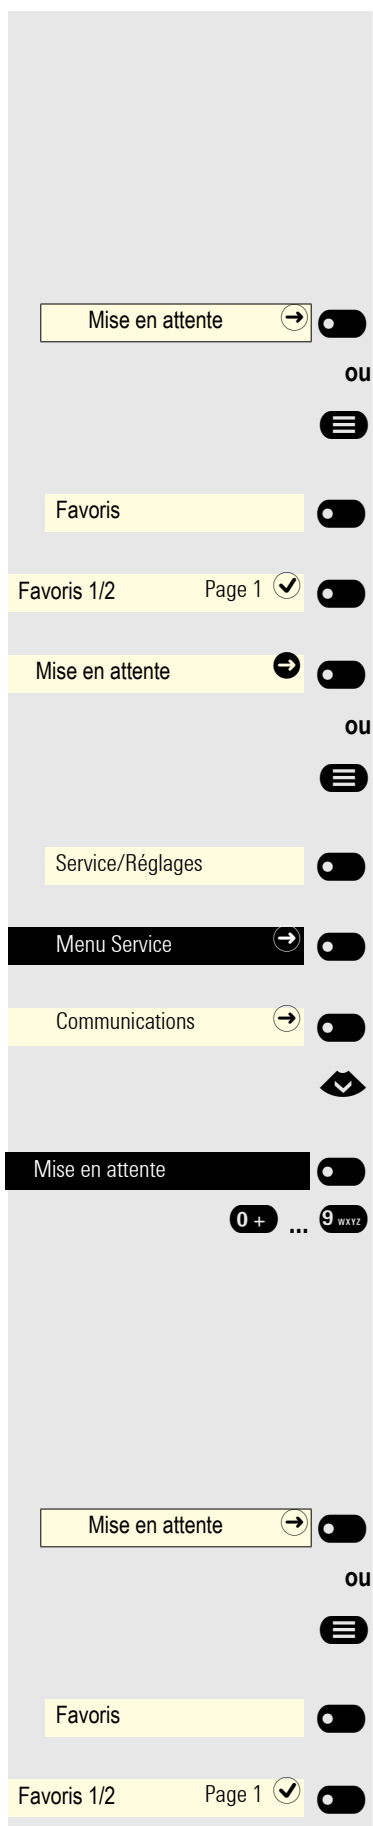 Mise en attente
ou
Favoris
Favoris 1/2 Page 1
Mise en attente
ou
Service/Réglages
Menu Service
Communications
Mise en attente
0 + ... 9 WXYZ
Mise en attente
ou
Favoris
Favoris 1/2 Page 1